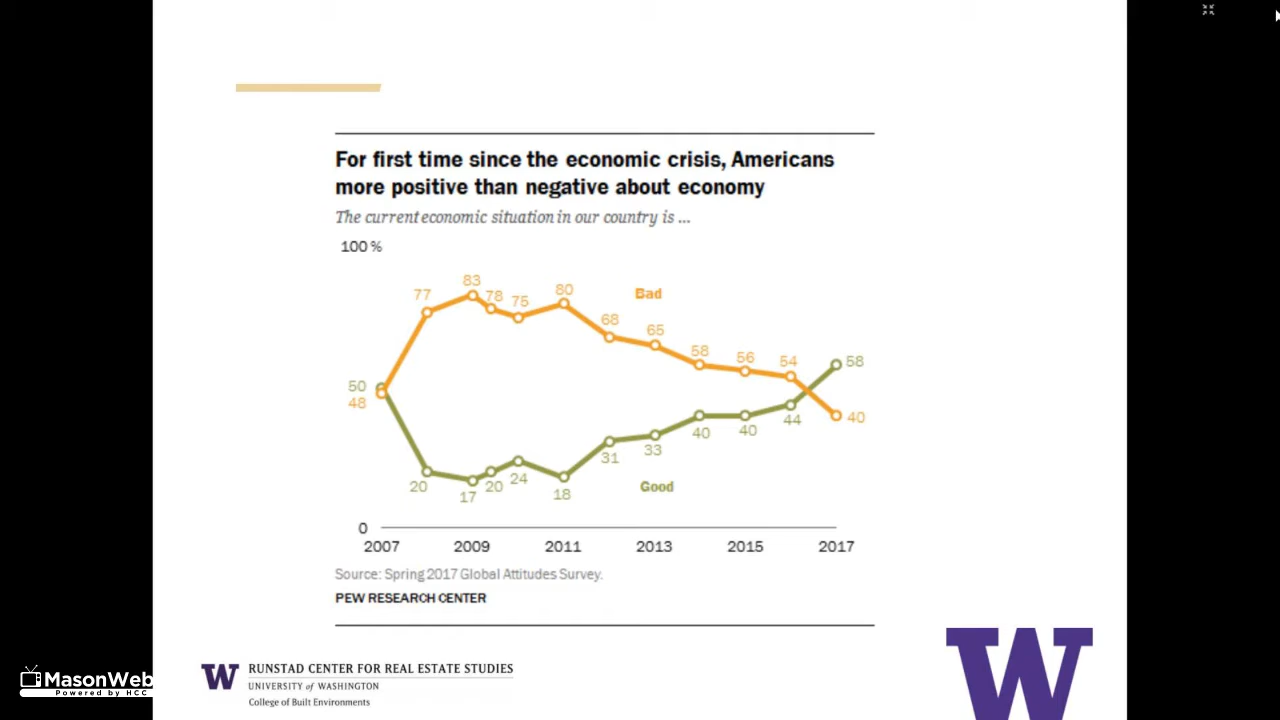 For first time since the economic crisis, Americans
more positive than negative about economy
The current economic situation in our country is ...
100 %
83
77
78
75
80
Bad
68
65
58
56
54
58
50
48
40
44
40
40
33
31
20
17
20
24
18
Good
0
2007 2009 2011 2013 2015 2017
Source: Spring 2017 Global Attitudes Survey.
PEW RESEARCH CENTER
W RUNSTAD CENTER FOR REAL ESTATE STUDIES
UNIVERSITY of WASHINGTON
College of Built Environments
W
MasonWeb
Powered by HCC